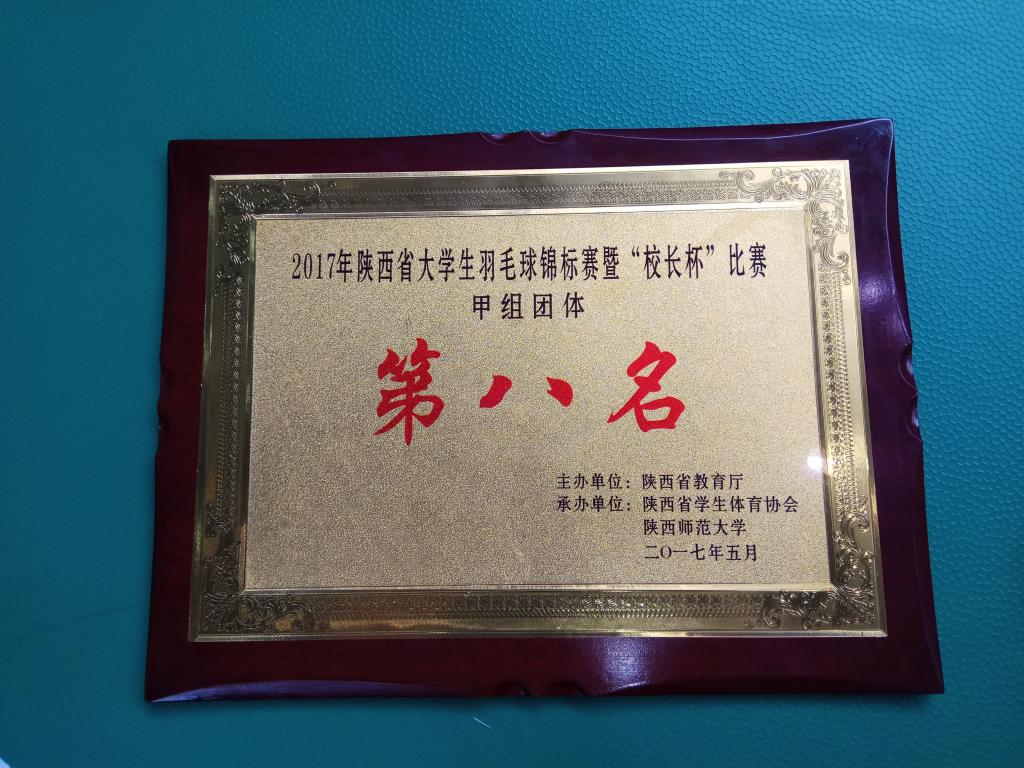 2017年陕西省大学生羽毛球锦标赛暨“校长杯”比赛
甲组团体
第八名
主办单位：陕西省教育厅
承办单位：陕西省学生体育协会
陕西师范大学
二〇一七年五月